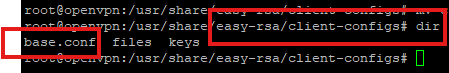 root@openvpn:/usr/share/easy-rsa/client-configs#
root@openvpn:/usr/share/easy-rsa/client-configs# dir
base.conf files keys
root@openvpn:/usr/share/easy-rsa/client-configs#